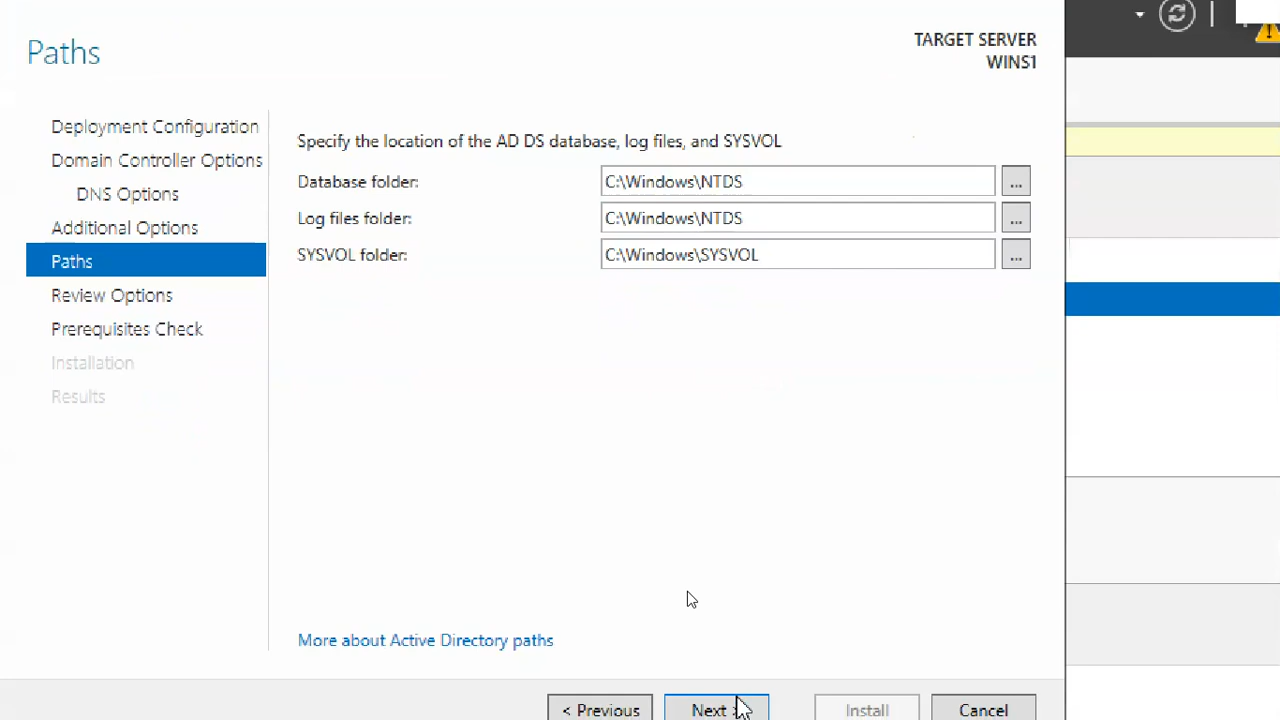 Paths
TARGET SERVER
WINS1
Deployment Configuration
Domain Controller Options
DNS Options
Additional Options
Paths
Review Options
Prerequisites Check
Installation
Results
Specify the location of the AD DS database, log files, and SYSVOL
Database folder: C:\Windows\NTDS ...
Log files folder: C:\Windows\NTDS ...
SYSVOL folder: C:\Windows\SYSVOL ...
More about Active Directory paths
< Previous Next > Install Cancel